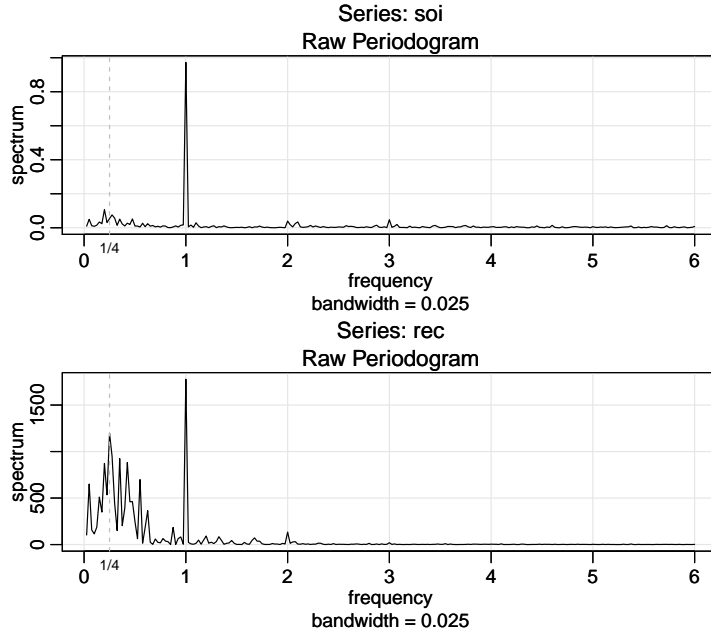 Series: soi
Raw Periodogram
spectrum
0.0 0.4 0.8
0 1 2 3 4 5 6
1/4
frequency
bandwidth = 0.025
Series: rec
Raw Periodogram
spectrum
0 500 1500
0 1 2 3 4 5 6
1/4
frequency
bandwidth = 0.025